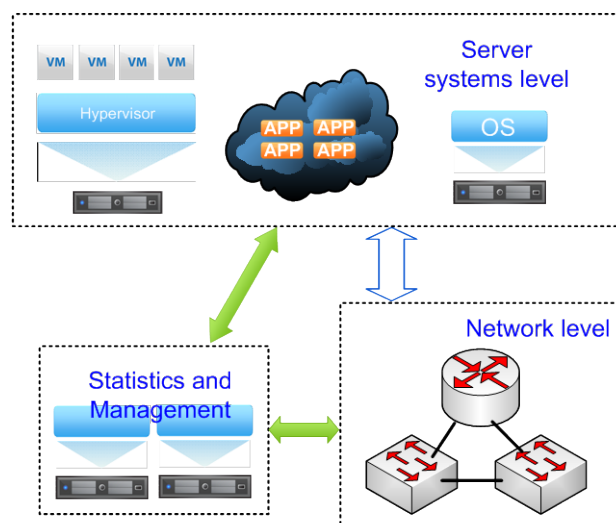 VM VM VM VM
Hypervisor
APP APP
APP APP
Server
systems level
OS
Statistics and
Management
Network level